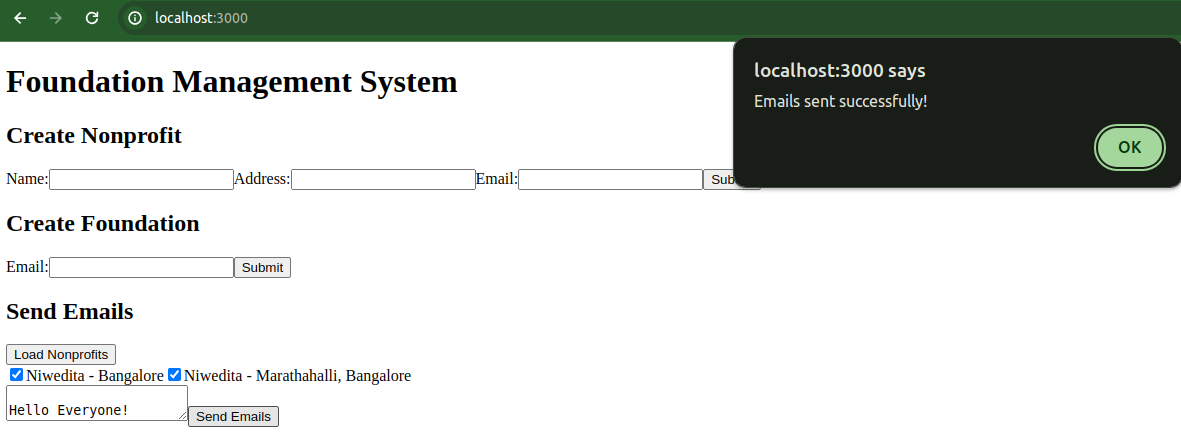 localhost:3000
localhost:3000 says
Emails sent successfully!
OK
Foundation Management System
Create Nonprofit
Name: Address: Email: Sub
Create Foundation
Email: Submit
Send Emails
Load Nonprofits
Niwedita - Bangalore Niwedita - Marathahalli, Bangalore
Hello Everyone! Send Emails